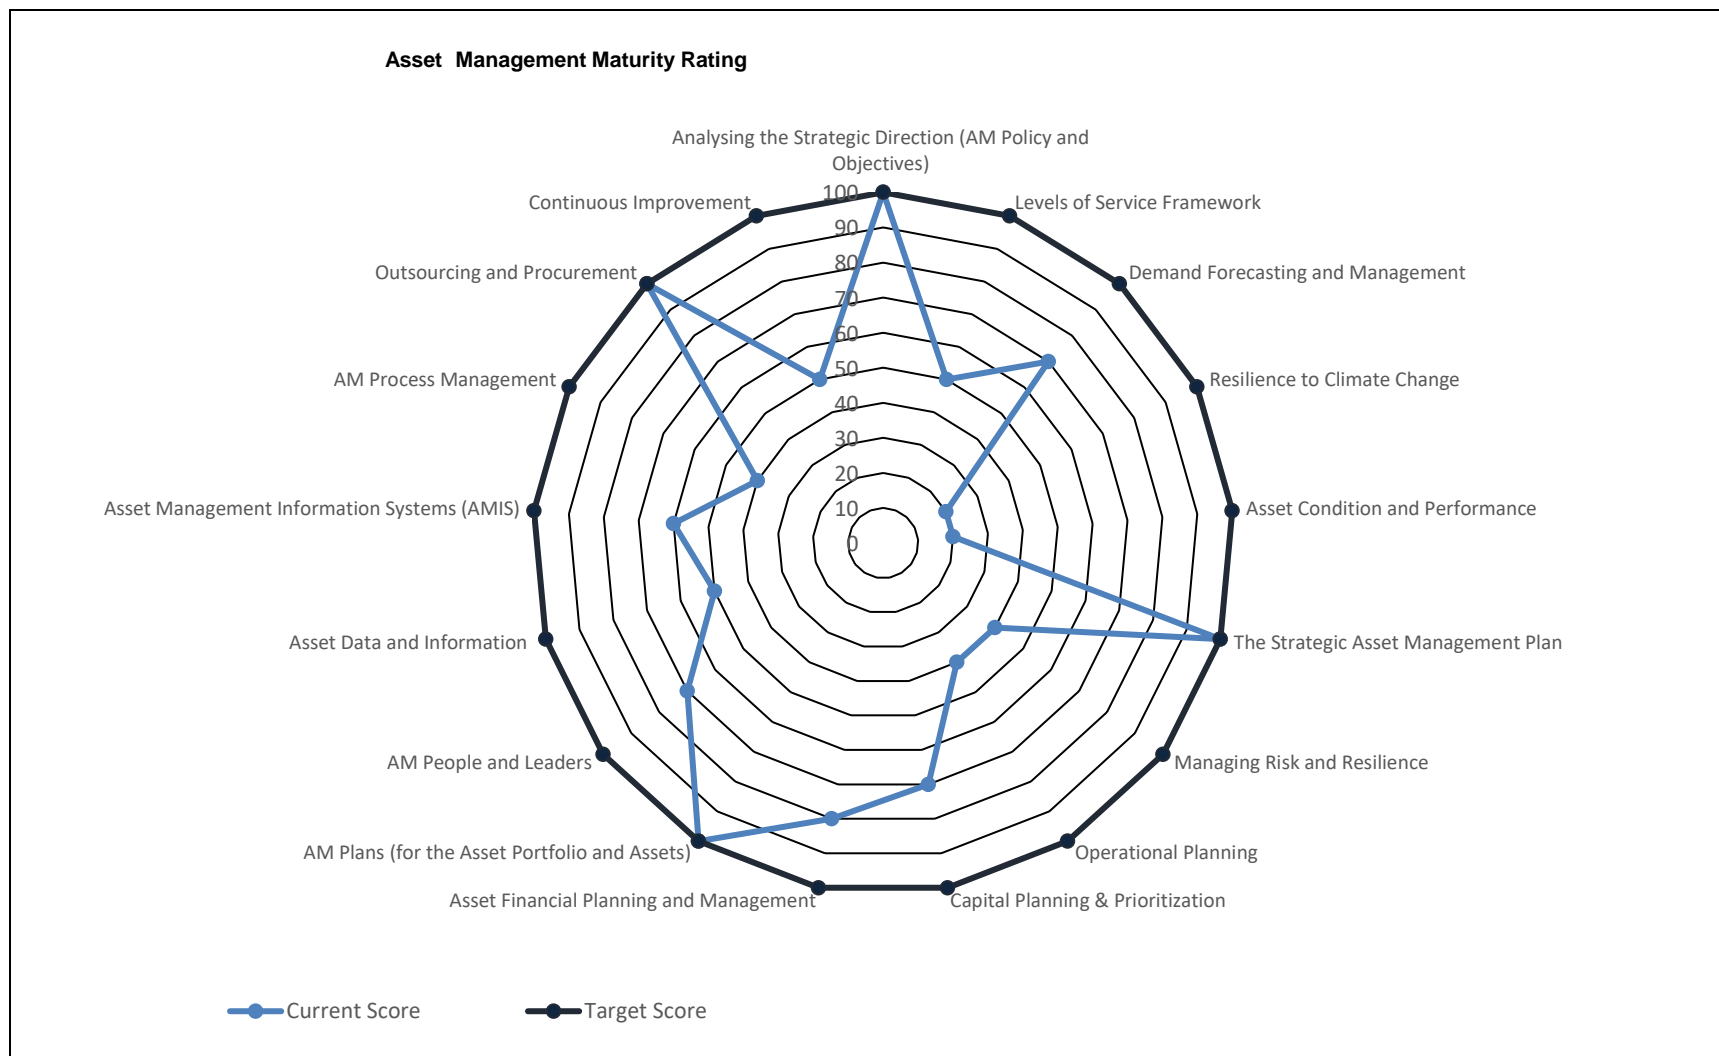 Asset Management Maturity Rating
Analysing the Strategic Direction (AM Policy and
Objectives)
Continuous Improvement
Levels of Service Framework
Outsourcing and Procurement
Demand Forecasting and Management
AM Process Management
Resilience to Climate Change
Asset Management Information Systems (AMIS)
Asset Condition and Performance
Asset Data and Information
The Strategic Asset Management Plan
AM People and Leaders
Managing Risk and Resilience
AM Plans (for the Asset Portfolio and Assets)
Operational Planning
Asset Financial Planning and Management
Capital Planning & Prioritization
100
90
80
70
60
50
40
30
20
10
0
Current Score
Target Score